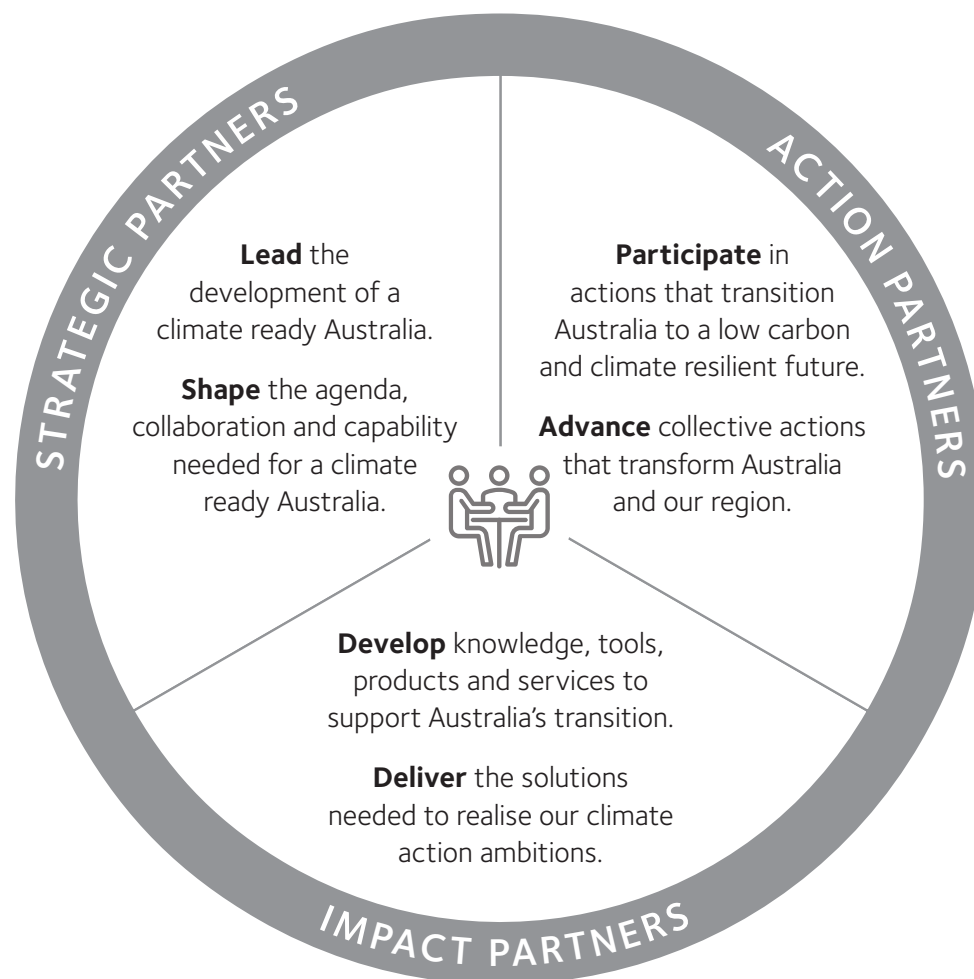 STRATEGIC PARTNERS
Lead the
development of a
climate ready Australia.
Shape the agenda,
collaboration and capability
needed for a climate
ready Australia.
ACTION PARTNERS
Participate in
actions that transition
Australia to a low carbon
and climate resilient future.
Advance collective actions
that transform Australia
and our region.
Develop knowledge, tools,
products and services to
support Australia’s transition.
Deliver the solutions
needed to realise our climate
action ambitions.
IMPACT PARTNERS